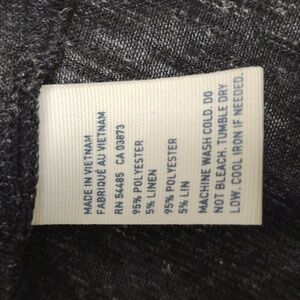 MADE IN VIETNAM
FABRIQUÉ AU VIETNAM
RN 54485 CA 03873
95% POLYESTER
5% LINEN
95% POLYESTER
5% LIN
MACHINE WASH COLD. DO
NOT BLEACH. TUMBLE DRY
LOW. COOL IRON IF NEEDED.